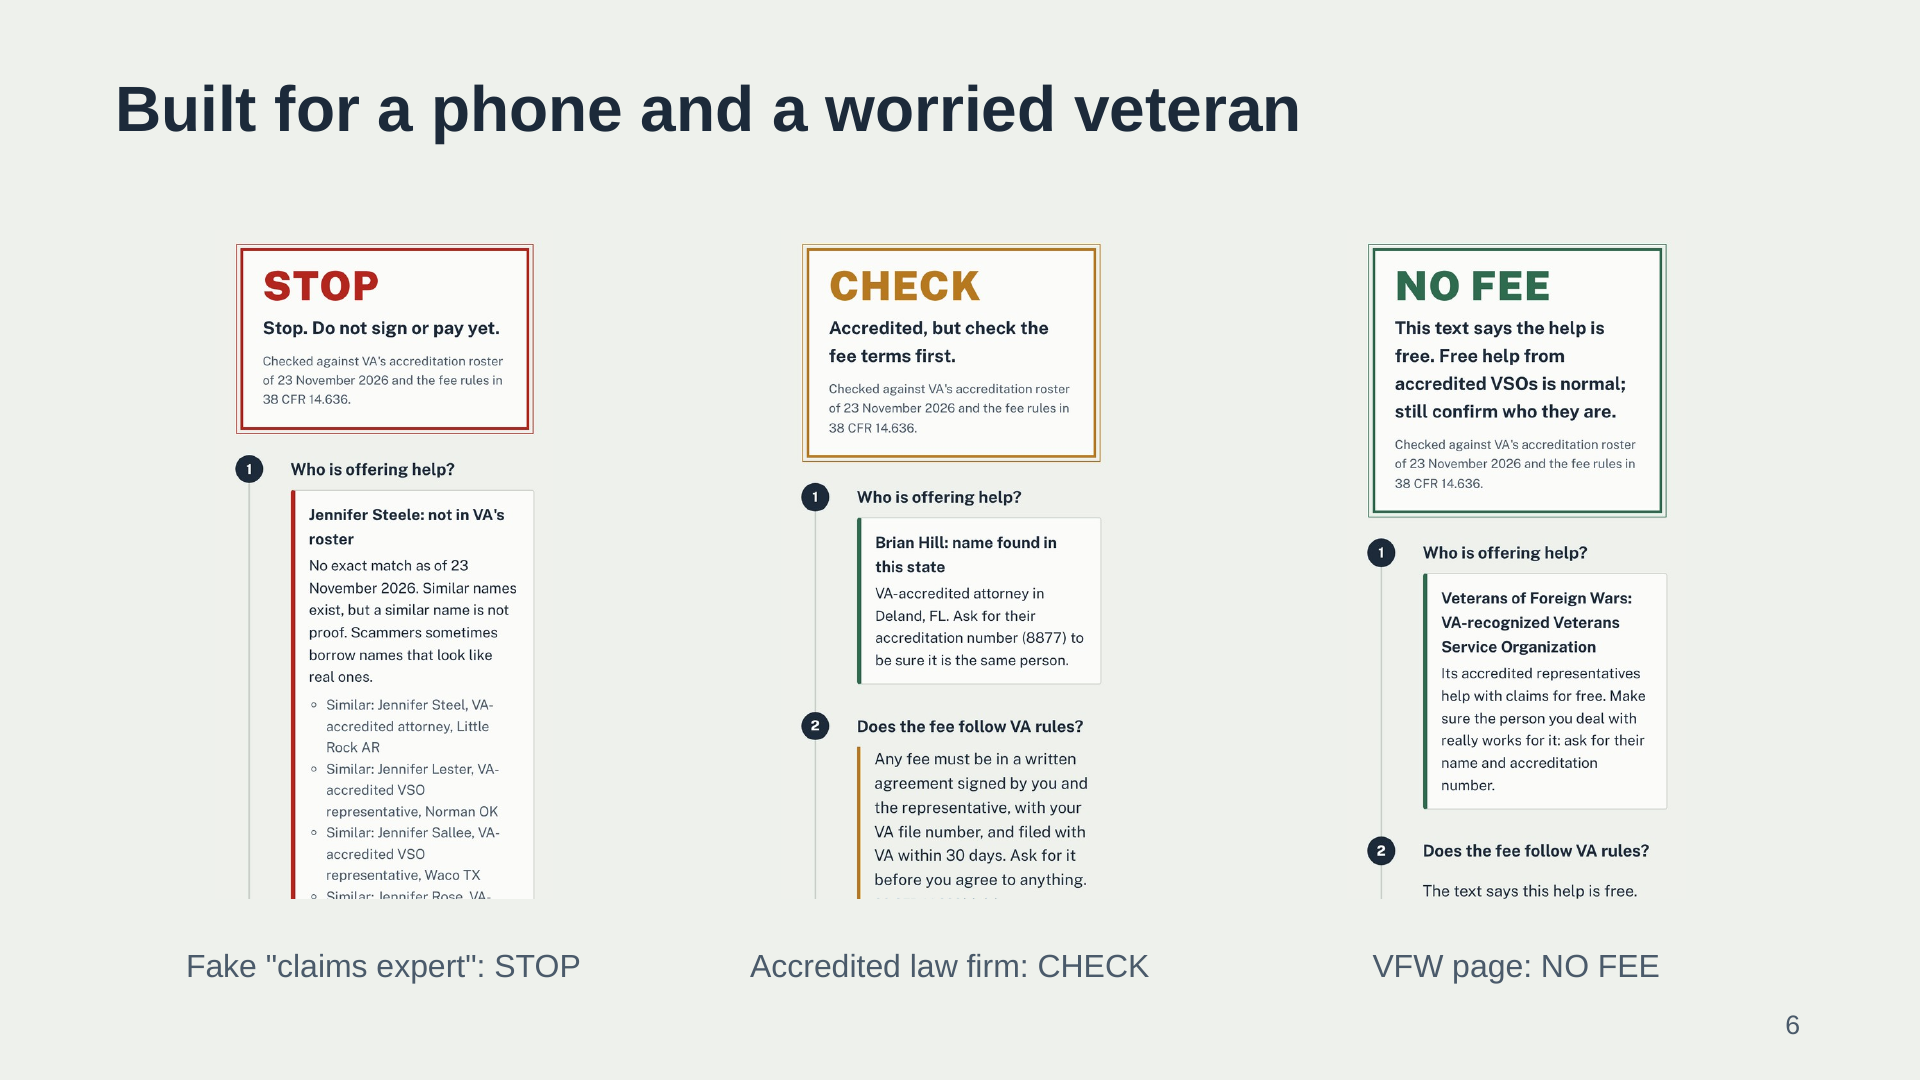 Built for a phone and a worried veteran
STOP
Stop. Do not sign or pay yet.
Checked against VA's accreditation roster
of 23 November 2026 and the fee rules in
38 CFR 14.636.
1
Who is offering help?
Jennifer Steele: not in VA's
roster
No exact match as of 23
November 2026. Similar names
exist, but a similar name is not
proof. Scammers sometimes
borrow names that look like
real ones.
Similar: Jennifer Steel, VA-
accredited attorney, Little
Rock AR
Similar: Jennifer Lester, VA-
accredited VSO
representative, Norman OK
Similar: Jennifer Sallee, VA-
accredited VSO
representative, Waco TX
Similar: Jennifer Rose, VA-
Fake "claims expert": STOP
CHECK
Accredited, but check the
fee terms first.
Checked against VA's accreditation roster
of 23 November 2026 and the fee rules in
38 CFR 14.636.
1
Who is offering help?
Brian Hill: name found in
this state
VA-accredited attorney in
Deland, FL. Ask for their
accreditation number (8877) to
be sure it is the same person.
2
Does the fee follow VA rules?
Any fee must be in a written
agreement signed by you and
the representative, with your
VA file number, and filed with
VA within 30 days. Ask for it
before you agree to anything.
Accredited law firm: CHECK
NO FEE
This text says the help is
free. Free help from
accredited VSOs is normal;
still confirm who they are.
Checked against VA's accreditation roster
of 23 November 2026 and the fee rules in
38 CFR 14.636.
1
Who is offering help?
Veterans of Foreign Wars:
VA-recognized Veterans
Service Organization
Its accredited representatives
help with claims for free. Make
sure the person you deal with
really works for it: ask for their
name and accreditation
number.
2
Does the fee follow VA rules?
The text says this help is free.
VFW page: NO FEE
6